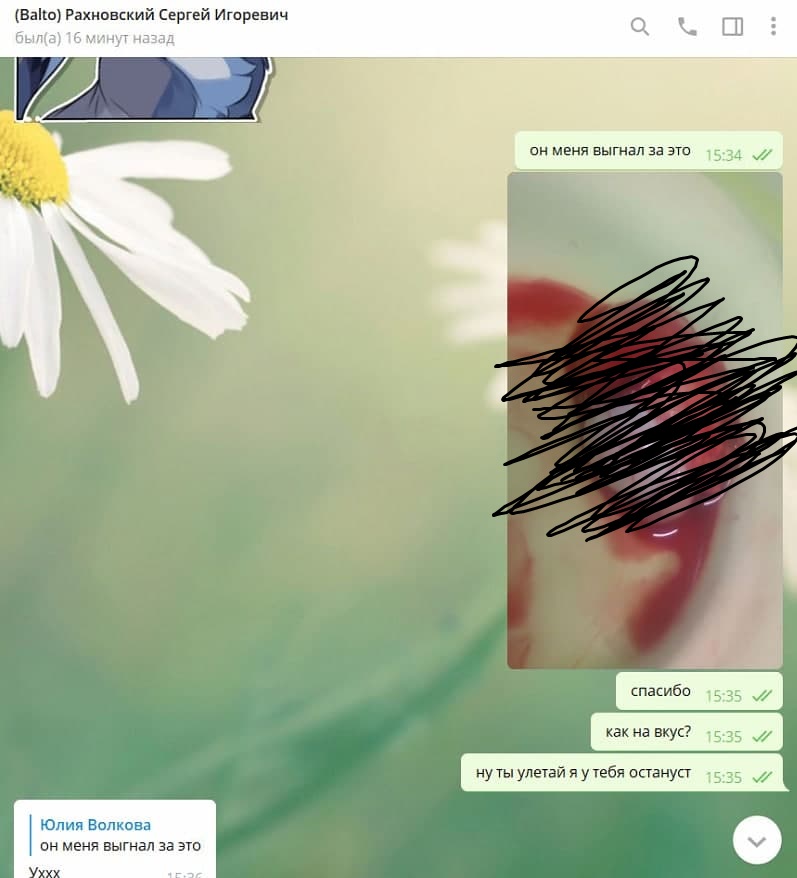 (Balto) Рахновский Сергей Игоревич
был(а) 16 минут назад
он меня выгнал за это 15:34
спасибо 15:35
как на вкус? 15:35
ну ты улетай я у тебя остануст 15:35
Юлия Волкова
он меня выгнал за это
Уххх 15:36